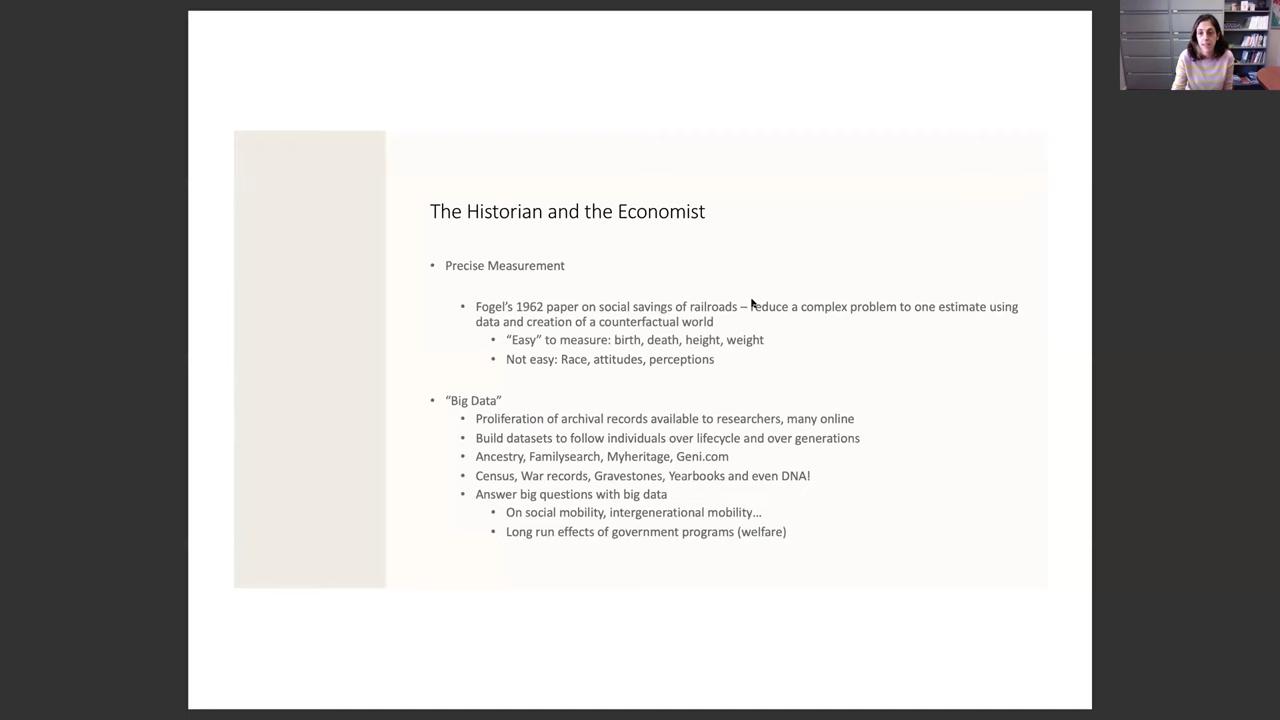 The Historian and the Economist
• Precise Measurement
• Fogel's 1962 paper on social savings of railroads – reduce a complex problem to one estimate using
data and creation of a counterfactual world
• “Easy” to measure: birth, death, height, weight
• Not easy: Race, attitudes, perceptions
• “Big Data”
• Proliferation of archival records available to researchers, many online
• Build datasets to follow individuals over lifecycle and over generations
• Ancestry, Familysearch, Myheritage, Geni.com
• Census, War records, Gravestones, Yearbooks and even DNA!
• Answer big questions with big data
• On social mobility, intergenerational mobility…
• Long run effects of government programs (welfare)